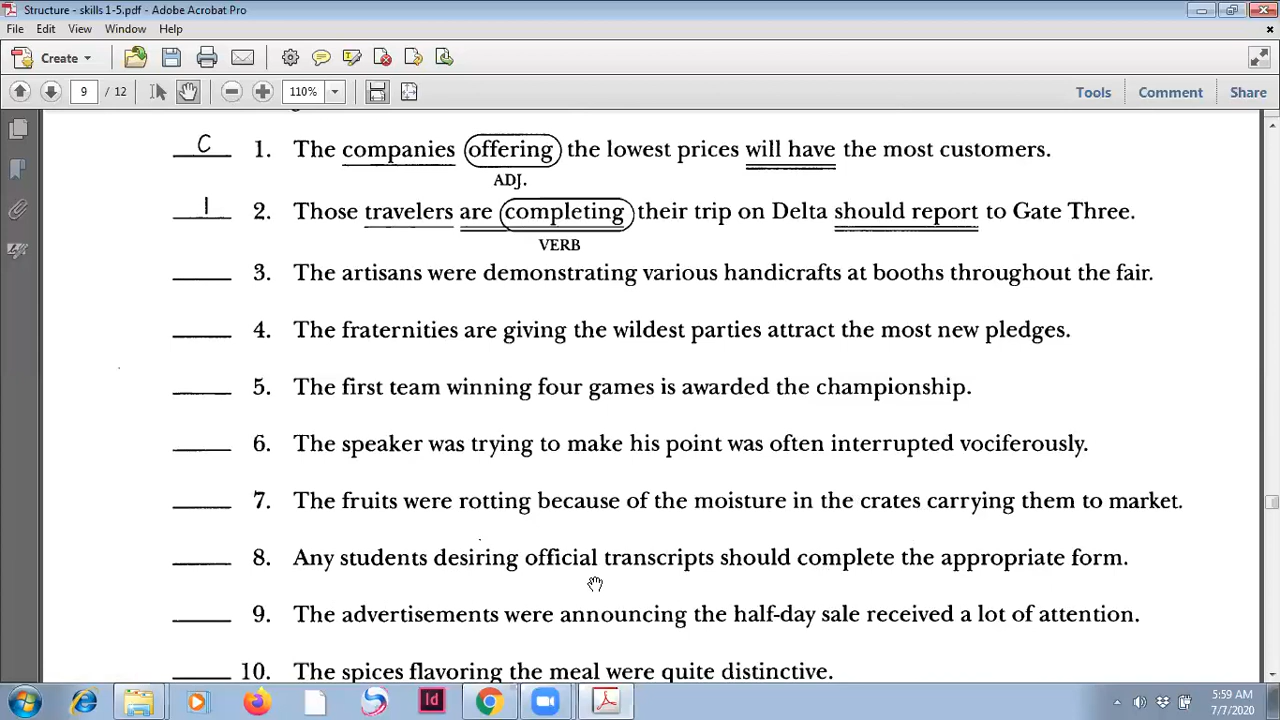 Structure - skills 1-5.pdf - Adobe Acrobat Pro
File Edit View Window Help
Create
9 / 12 110% Tools Comment Share
C 1. The companies offering the lowest prices will have the most customers.
ADJ.
I 2. Those travelers are completing their trip on Delta should report to Gate Three.
VERB
3. The artisans were demonstrating various handicrafts at booths throughout the fair.
4. The fraternities are giving the wildest parties attract the most new pledges.
5. The first team winning four games is awarded the championship.
6. The speaker was trying to make his point was often interrupted vociferously.
7. The fruits were rotting because of the moisture in the crates carrying them to market.
8. Any students desiring official transcripts should complete the appropriate form.
9. The advertisements were announcing the half-day sale received a lot of attention.
10. The spices flavoring the meal were quite distinctive.
Id
5:59 AM
7/7/2020